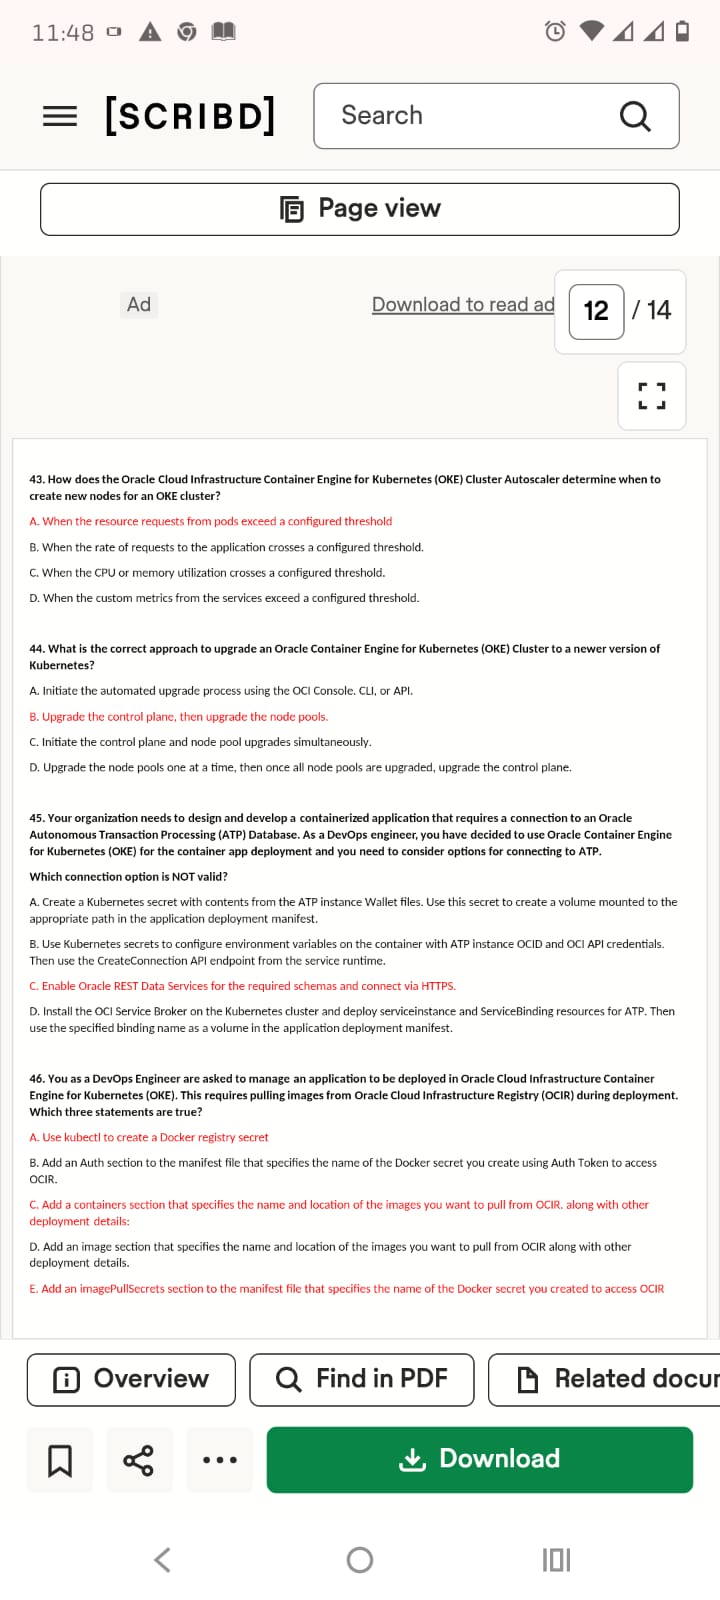 11:48
[SCRIBD]
Search
Page view
Ad
Download to read ad
12 / 14
43. How does the Oracle Cloud Infrastructure Container Engine for Kubernetes (OKE) Cluster Autoscaler determine when to
create new nodes for an OKE cluster?
A. When the resource requests from pods exceed a configured threshold
B. When the rate of requests to the application crosses a configured threshold.
C. When the CPU or memory utilization crosses a configured threshold.
D. When the custom metrics from the services exceed a configured threshold.
44. What is the correct approach to upgrade an Oracle Container Engine for Kubernetes (OKE) Cluster to a newer version of
Kubernetes?
A. Initiate the automated upgrade process using the OCI Console. CLI, or API.
B. Upgrade the control plane, then upgrade the node pools.
C. Initiate the control plane and node pool upgrades simultaneously.
D. Upgrade the node pools one at a time, then once all node pools are upgraded, upgrade the control plane.
45. Your organization needs to design and develop a containerized application that requires a connection to an Oracle
Autonomous Transaction Processing (ATP) Database. As a DevOps engineer, you have decided to use Oracle Container Engine
for Kubernetes (OKE) for the container app deployment and you need to consider options for connecting to ATP.
Which connection option is NOT valid?
A. Create a Kubernetes secret with contents from the ATP instance Wallet files. Use this secret to create a volume mounted to the
appropriate path in the application deployment manifest.
B. Use Kubernetes secrets to configure environment variables on the container with ATP instance OCID and OCI API credentials.
Then use the CreateConnection API endpoint from the service runtime.
C. Enable Oracle REST Data Services for the required schemas and connect via HTTPS.
D. Install the OCI Service Broker on the Kubernetes cluster and deploy serviceinstance and ServiceBinding resources for ATP. Then
use the specified binding name as a volume in the application deployment manifest.
46. You as a DevOps Engineer are asked to manage an application to be deployed in Oracle Cloud Infrastructure Container
Engine for Kubernetes (OKE). This requires pulling images from Oracle Cloud Infrastructure Registry (OCIR) during deployment.
Which three statements are true?
A. Use kubectl to create a Docker registry secret
B. Add an Auth section to the manifest file that specifies the name of the Docker secret you create using Auth Token to access
OCIR.
C. Add a containers section that specifies the name and location of the images you want to pull from OCIR. along with other
deployment details:
D. Add an image section that specifies the name and location of the images you want to pull from OCIR along with other
deployment details.
E. Add an imagePullSecrets section to the manifest file that specifies the name of the Docker secret you created to access OCIR
Overview
Find in PDF
Related docur
Download